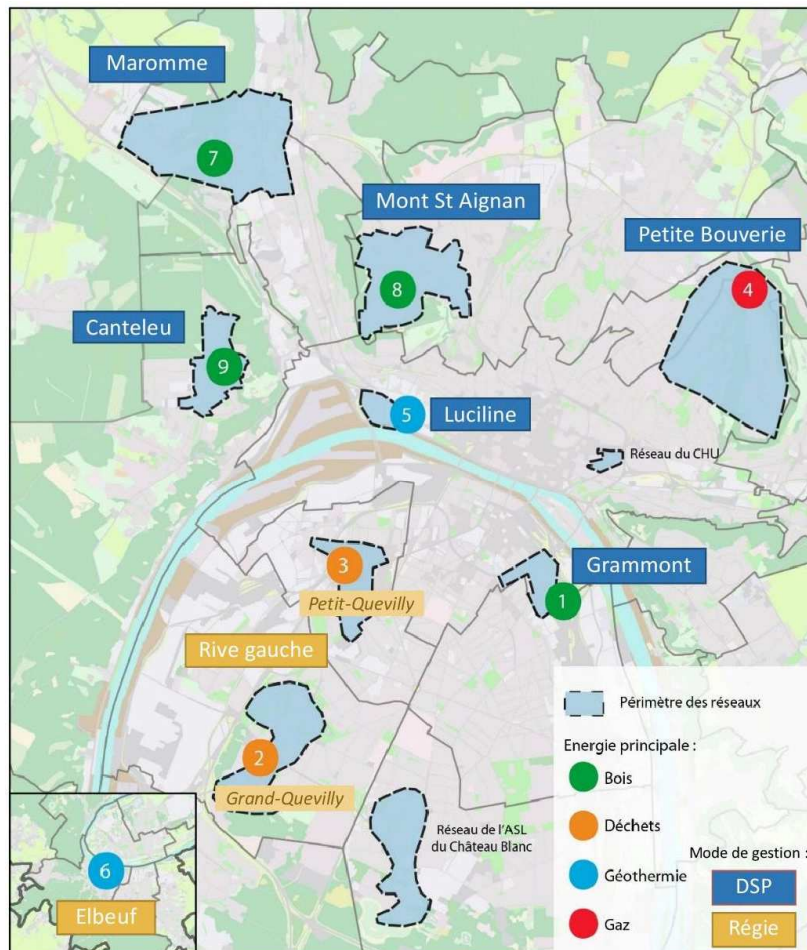 Maromme
7
Mont St Aignan
8
Petite Bouverie
4
Canteleu
9
5
Luciline
Réseau du CHU
3
Petit-Quevilly
Grammont
1
Rive gauche
2
Grand-Quevilly
Réseau de l'ASL
du Château Blanc
6
Elbeuf
Périmètre des réseaux
Energie principale :
Bois
Déchets
Géothermie
Gaz
Mode de gestion :
DSP
Régie